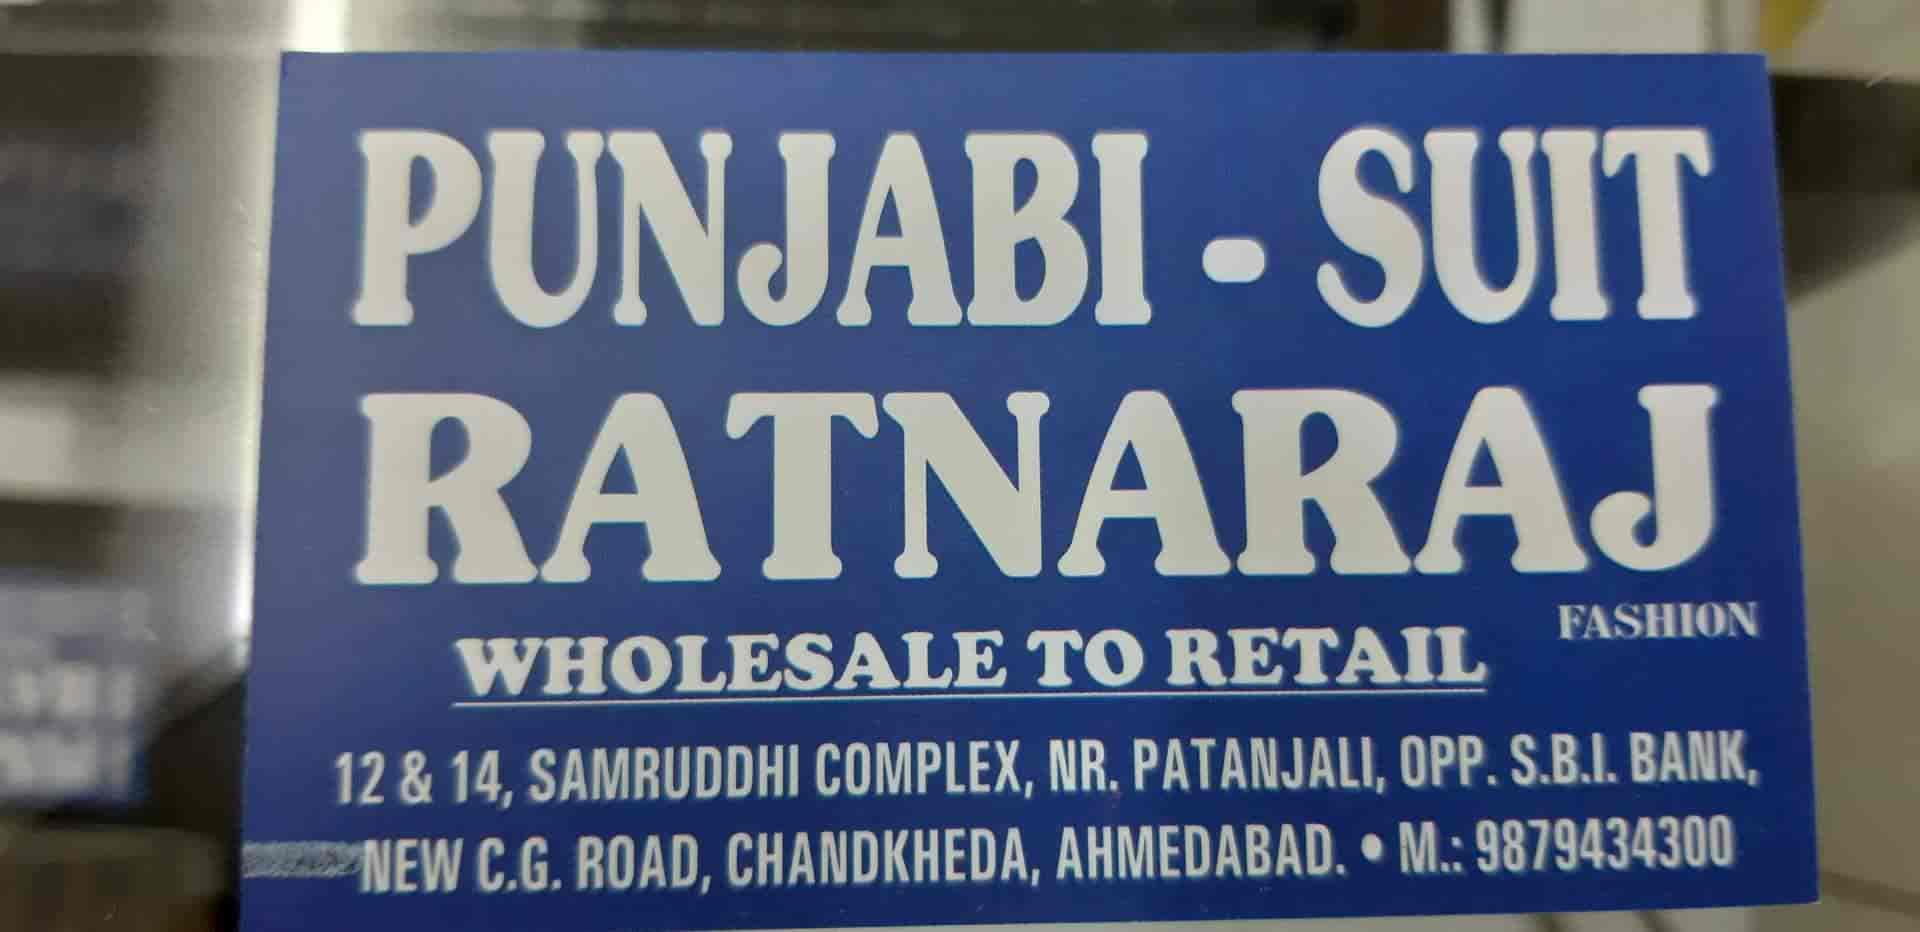 PUNJABI - SUIT
RATNARAJ
FASHION
WHOLESALE TO RETAIL
12 & 14, SAMRUDDHI COMPLEX, NR. PATANJALI, OPP. S.B.I. BANK,
NEW C.G. ROAD, CHANDKHEDA, AHMEDABAD. • M.: 9879434300